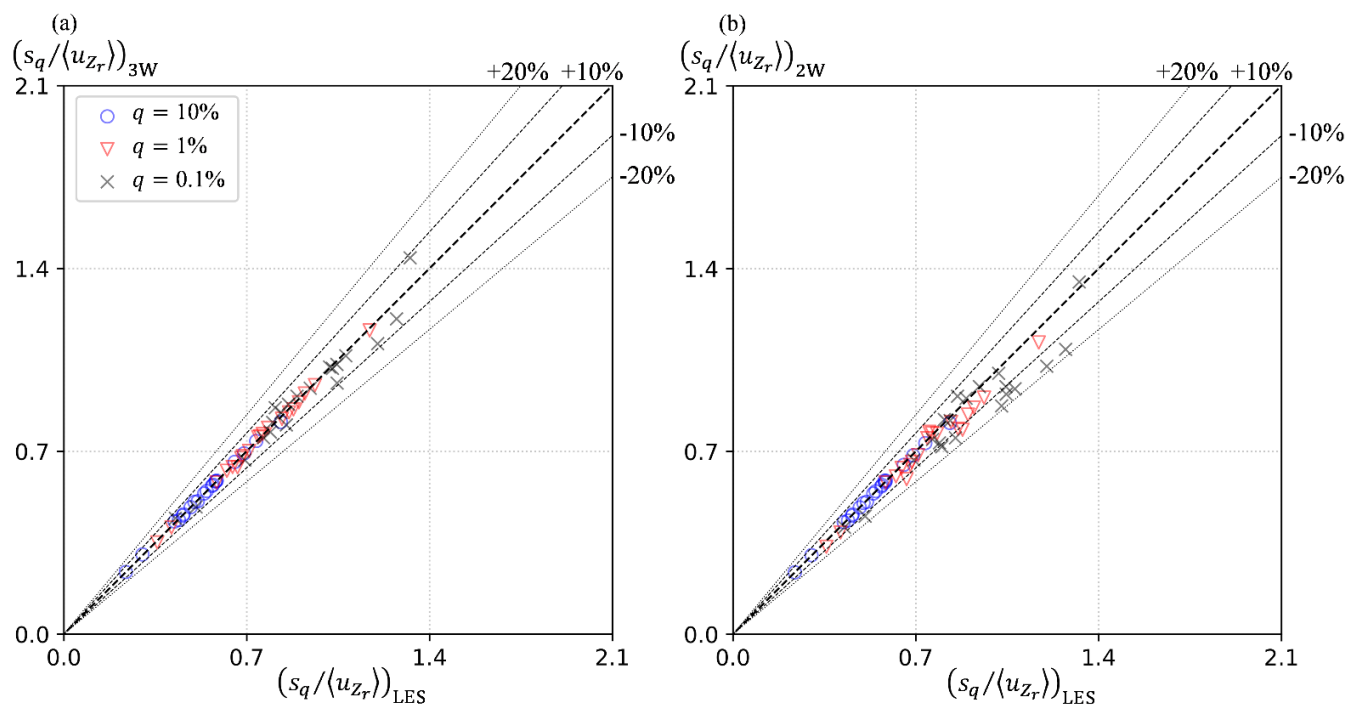 (a)
(s_q/⟨u_{Z_r}⟩)_{3W}
+20% +10%
2.1
q = 10%
q = 1%
q = 0.1%
-10%
-20%
1.4
0.7
0.0
0.0 0.7 1.4 2.1
(s_q/⟨u_{Z_r}⟩)_{LES}
(b)
(s_q/⟨u_{Z_r}⟩)_{2W}
+20% +10%
2.1
-10%
-20%
1.4
0.7
0.0
0.0 0.7 1.4 2.1
(s_q/⟨u_{Z_r}⟩)_{LES}